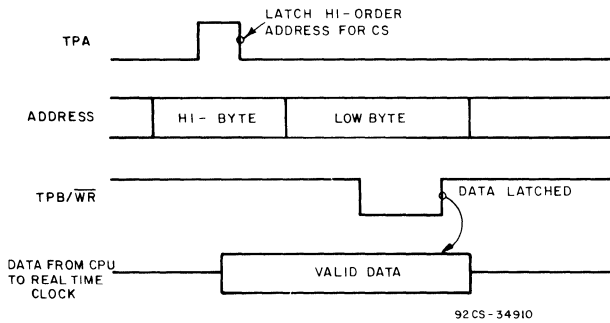 LATCH HI-ORDER
ADDRESS FOR CS
TPA
ADDRESS
HI- BYTE
LOW BYTE
TPB/W̅R̅
DATA LATCHED
DATA FROM CPU
TO REAL TIME
CLOCK
VALID DATA
92CS-34910